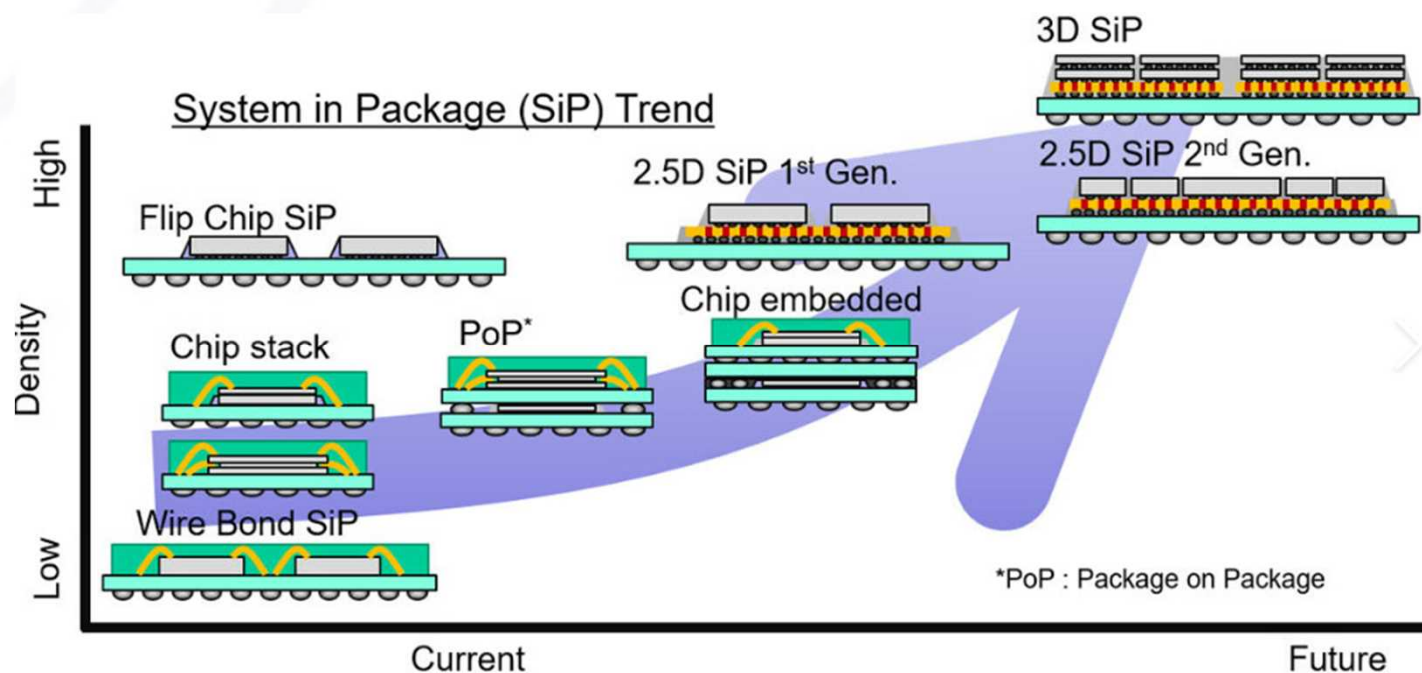 3D SiP
System in Package (SiP) Trend
High
2.5D SiP 2nd Gen.
2.5D SiP 1st Gen.
Flip Chip SiP
Chip embedded
Density
PoP*
Chip stack
Wire Bond SiP
Low
*PoP : Package on Package
Current
Future